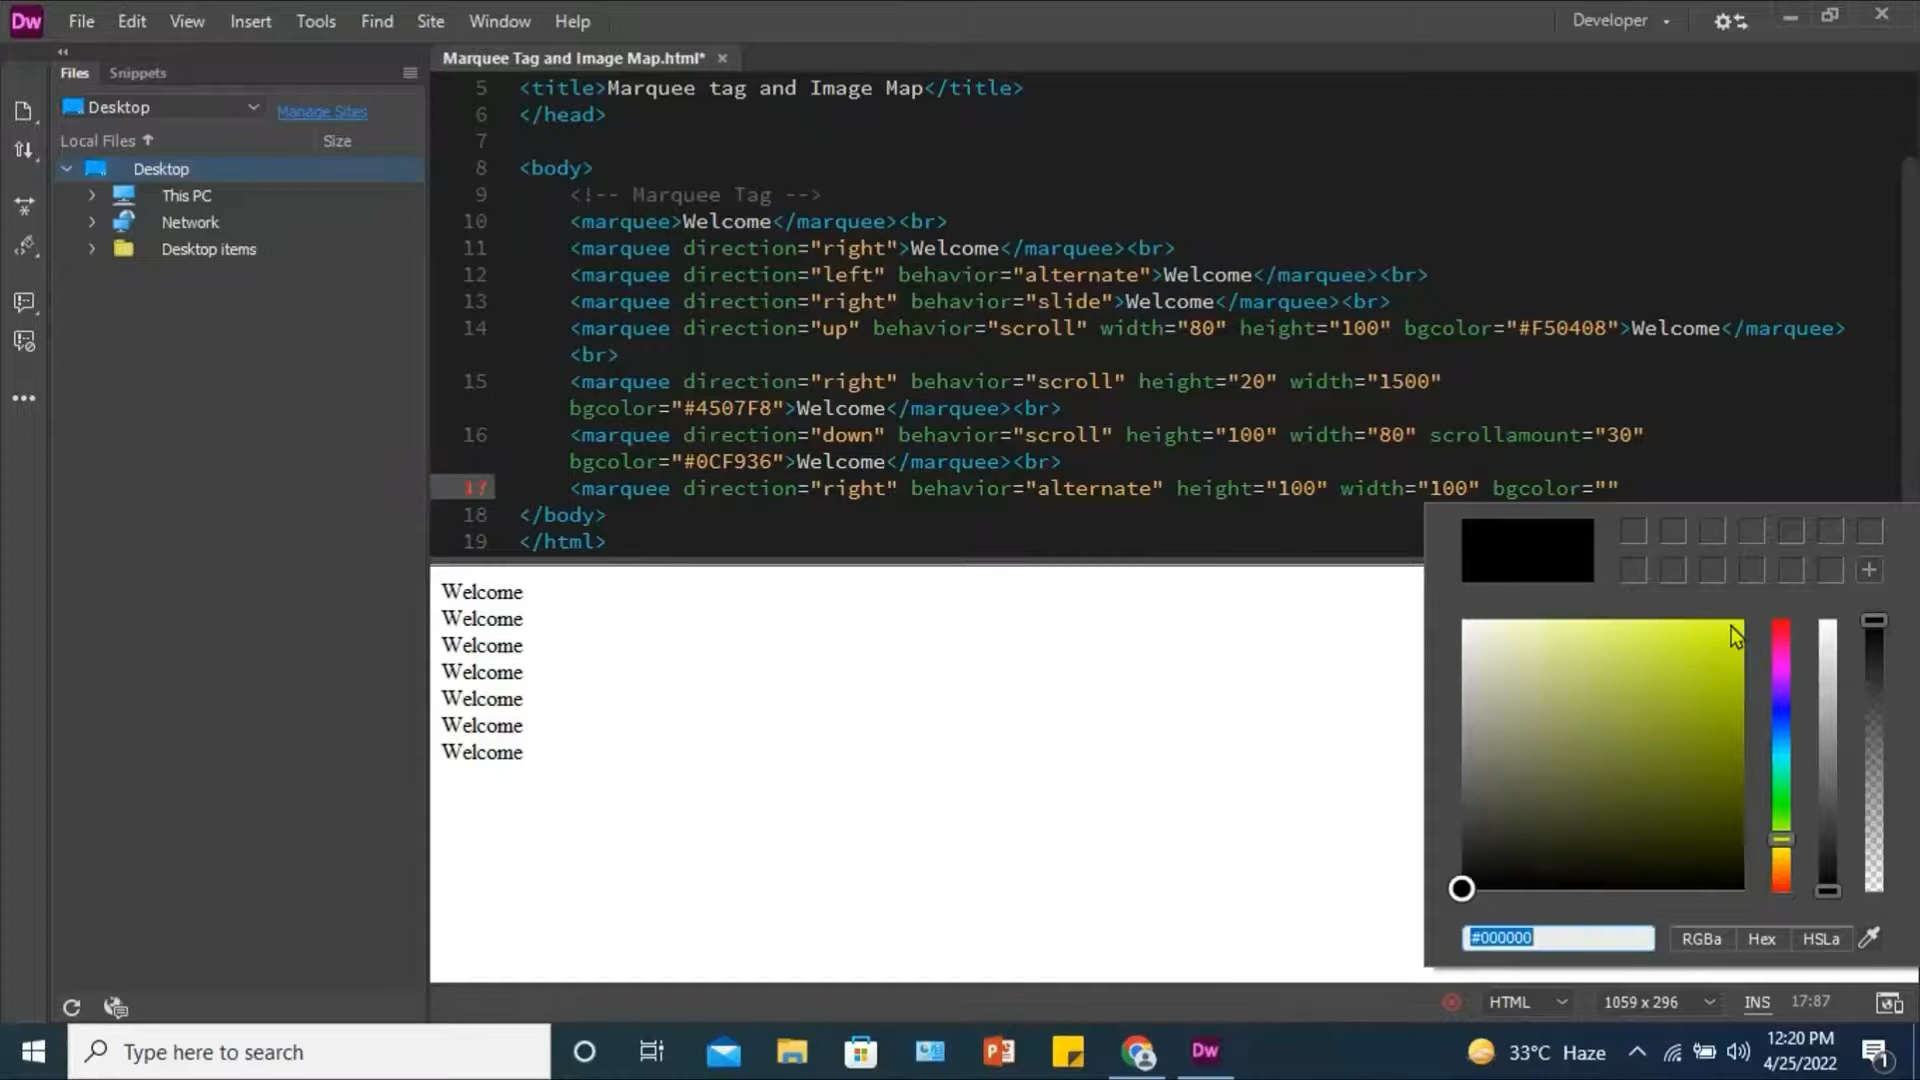 Dw File Edit View Insert Tools Find Site Window Help Developer
Files Snippets
Marquee Tag and Image Map.html*
Desktop Manage Sites
Local Files Size
Desktop
This PC
Network
Desktop items
5 <title>Marquee tag and Image Map</title>
6 </head>
7
8 <body>
9 <!-- Marquee Tag -->
10 <marquee>Welcome</marquee><br>
11 <marquee direction="right">Welcome</marquee><br>
12 <marquee direction="left" behavior="alternate">Welcome</marquee><br>
13 <marquee direction="right" behavior="slide">Welcome</marquee><br>
14 <marquee direction="up" behavior="scroll" width="80" height="100" bgcolor="#F50408">Welcome</marquee>
<br>
15 <marquee direction="right" behavior="scroll" height="20" width="1500"
bgcolor="#4507F8">Welcome</marquee><br>
16 <marquee direction="down" behavior="scroll" height="100" width="80" scrollamount="30"
bgcolor="#0CF936">Welcome</marquee><br>
17 <marquee direction="right" behavior="alternate" height="100" width="100" bgcolor=""
18 </body>
19 </html>
Welcome
Welcome
Welcome
Welcome
Welcome
Welcome
Welcome
#000000 RGBa Hex HSLa
HTML 1059 x 296 INS 17:87
Type here to search
Dw
33°C Haze
12:20 PM
4/25/2022
1